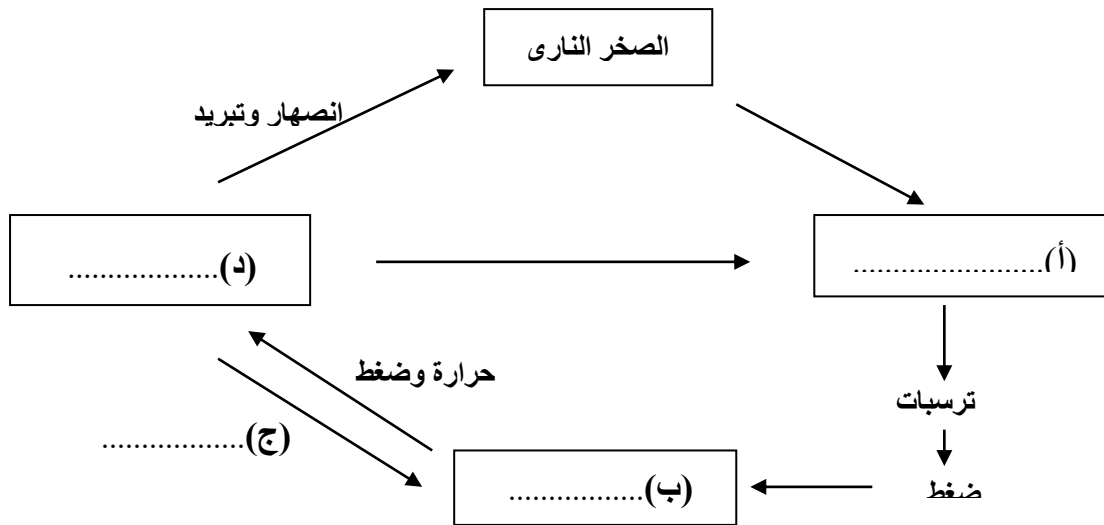 الصخر النارى
انصهار وتبريد
(أ)........................
(د)...................
حرارة وضغط
ترسبات
(ج).................
(ب).................
ضغط